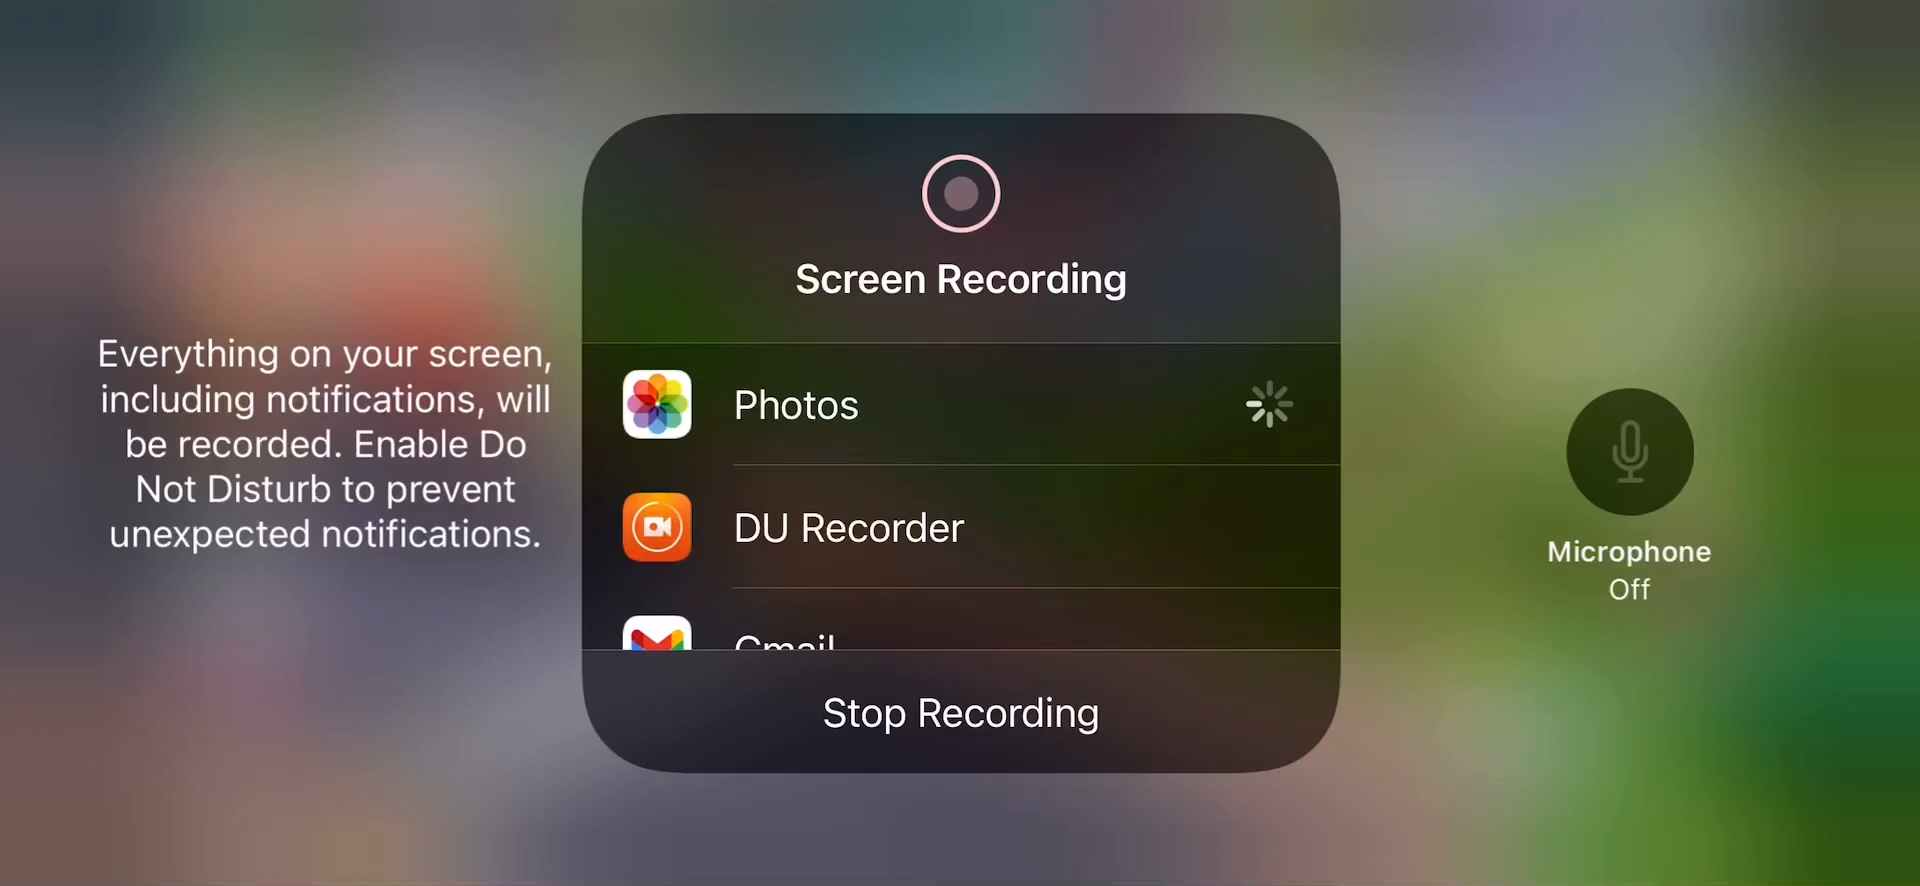 Screen Recording
Everything on your screen,
including notifications, will
be recorded. Enable Do
Not Disturb to prevent
unexpected notifications.
Photos
DU Recorder
Gmail
Stop Recording
Microphone
Off